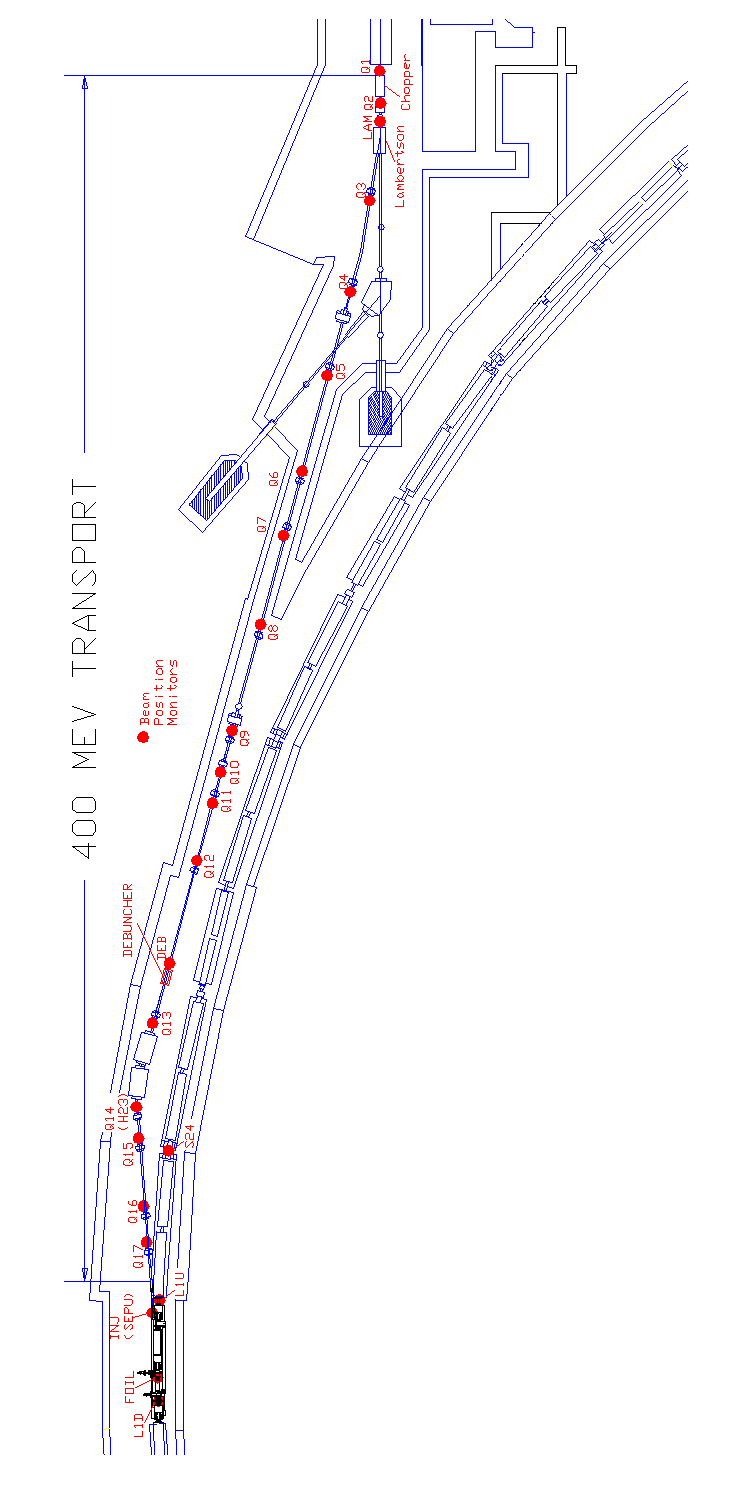 Q1
Chopper
Q2
LAM
Lambertson
Q3
Q4
Q5
Q6
Q7
Q8
400 MEV TRANSPORT
Beam
Position
Monitors
Q9
Q10
Q11
Q12
DEBUNCHER
DEB
Q13
Q14
(H23)
Q15
S24
Q16
Q17
L1U
INJ
(SEPU)
FOIL
L1D